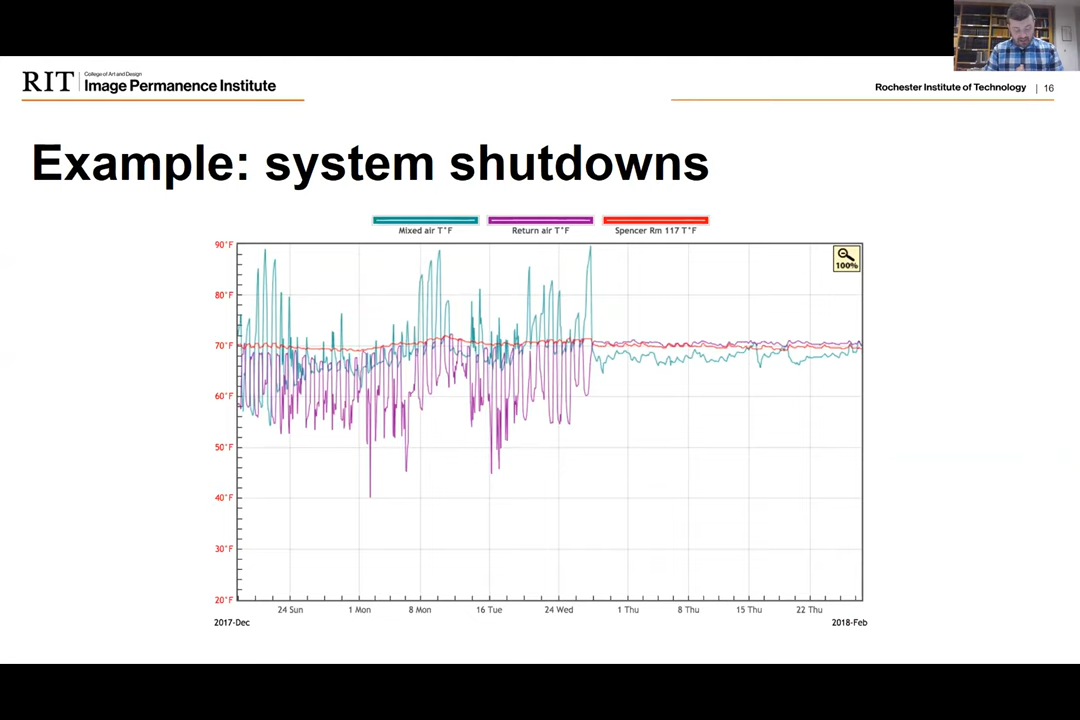 RIT College of Art and Design
Image Permanence Institute
Rochester Institute of Technology | 16
Example: system shutdowns
Mixed air T°F Return air T°F Spencer Rm 117 T°F
90°F
100%
80°F
70°F
60°F
50°F
40°F
30°F
20°F
24 Sun 1 Mon 8 Mon 16 Tue 24 Wed 1 Thu 8 Thu 15 Thu 22 Thu
2017-Dec 2018-Feb